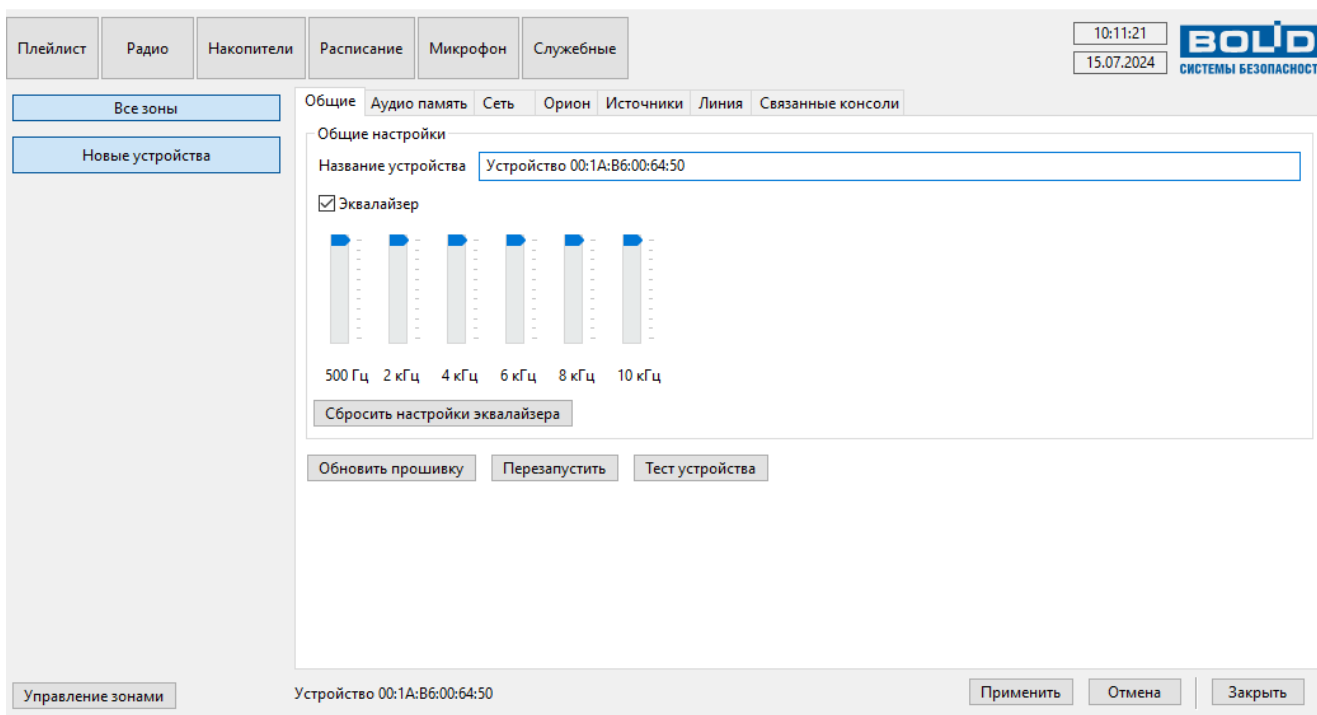 Плейлист Радио Накопители Расписание Микрофон Служебные
10:11:21
15.07.2024
BOLID
СИСТЕМЫ БЕЗОПАСНОСТ
Все зоны
Новые устройства
Общие Аудио память Сеть Орион Источники Линия Связанные консоли
Общие настройки
Название устройства Устройство 00:1A:B6:00:64:50
Эквалайзер
500 Гц 2 кГц 4 кГц 6 кГц 8 кГц 10 кГц
Сбросить настройки эквалайзера
Обновить прошивку Перезапустить Тест устройства
Управление зонами Устройство 00:1A:B6:00:64:50 Применить Отмена Закрыть